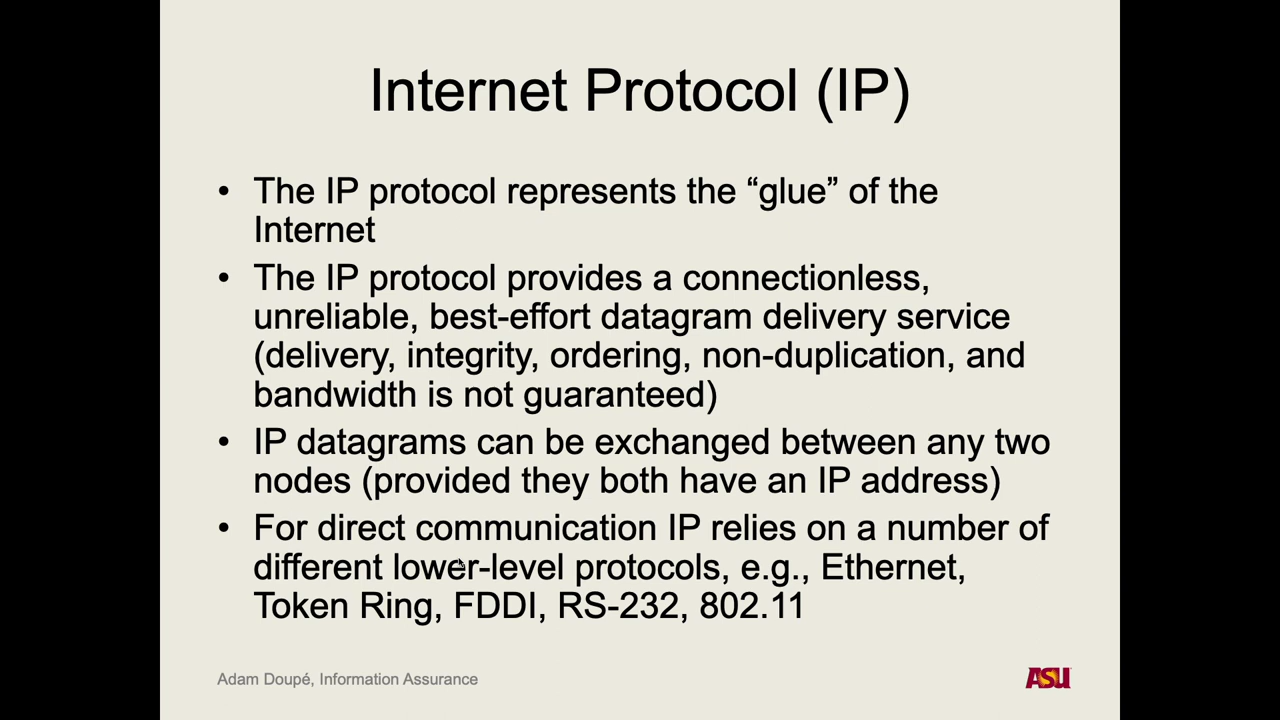 Internet Protocol (IP)
• The IP protocol represents the “glue” of the
Internet
• The IP protocol provides a connectionless,
unreliable, best-effort datagram delivery service
(delivery, integrity, ordering, non-duplication, and
bandwidth is not guaranteed)
• IP datagrams can be exchanged between any two
nodes (provided they both have an IP address)
• For direct communication IP relies on a number of
different lower-level protocols, e.g., Ethernet,
Token Ring, FDDI, RS-232, 802.11
Adam Doupé, Information Assurance
ASU